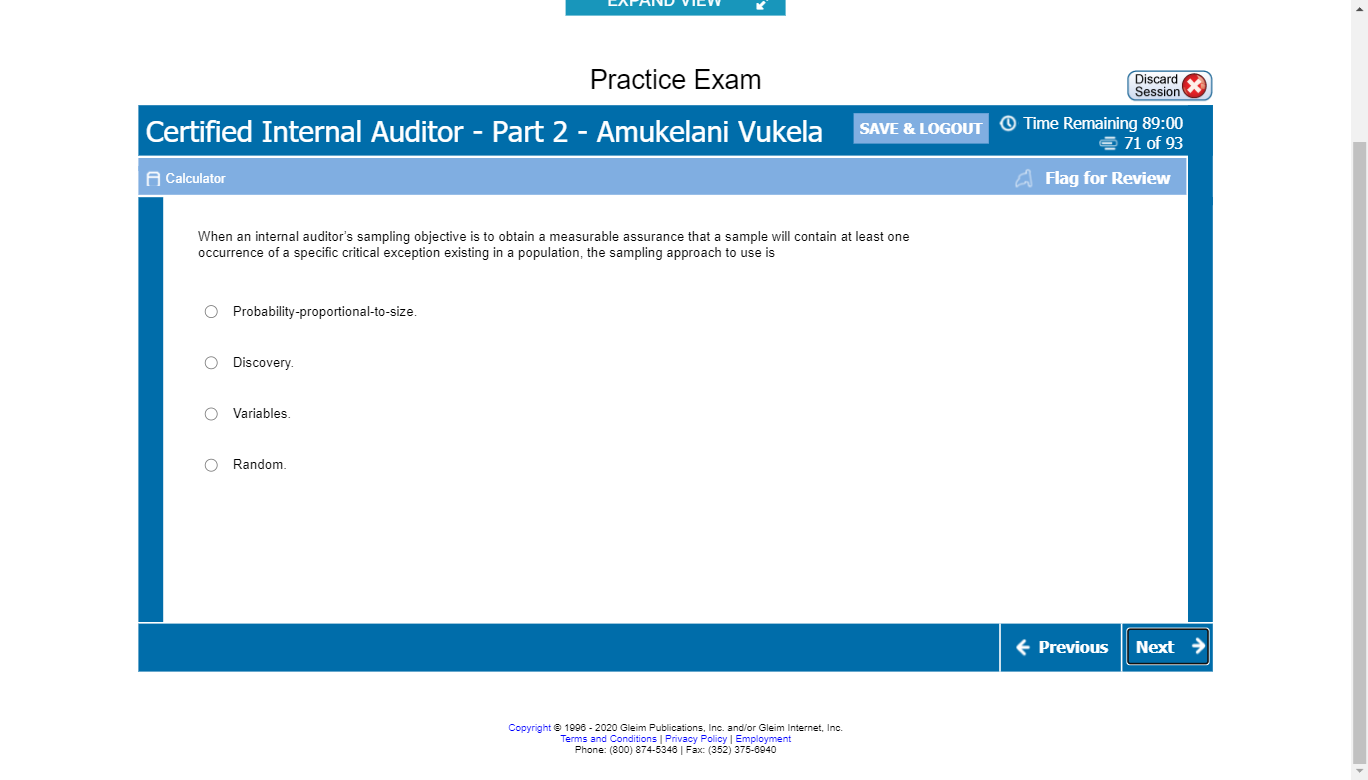 EXPAND VIEW
Practice Exam
Discard
Session
Certified Internal Auditor - Part 2 - Amukelani Vukela
SAVE & LOGOUT
Time Remaining 89:00
71 of 93
Calculator
Flag for Review
When an internal auditor’s sampling objective is to obtain a measurable assurance that a sample will contain at least one
occurrence of a specific critical exception existing in a population, the sampling approach to use is
Probability-proportional-to-size.
Discovery.
Variables.
Random.
Previous
Next
Copyright © 1996 - 2020 Gleim Publications, Inc. and/or Gleim Internet, Inc.
Terms and Conditions | Privacy Policy | Employment
Phone: (800) 874-5346 | Fax: (352) 375-6940